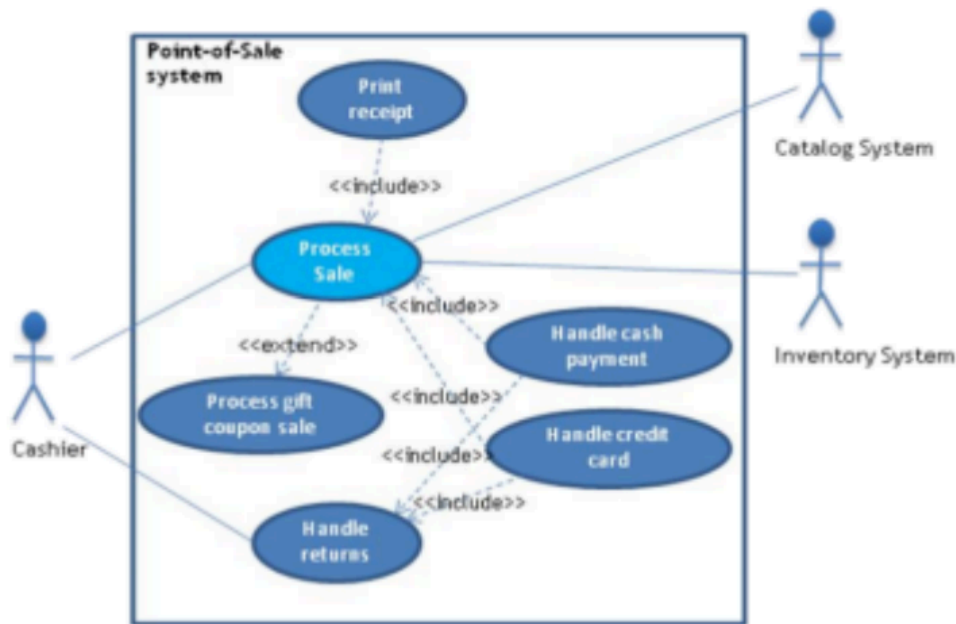 Point-of-Sale
system
Print
receipt
Catalog System
<<include>>
Process
Sale
<<include>>
Handle cash
payment
Inventory System
<<extend>>
Cashier
Process gift
coupon sale
<<include>>
Handle credit
card
<<include>>
<<include>>
Handle
returns